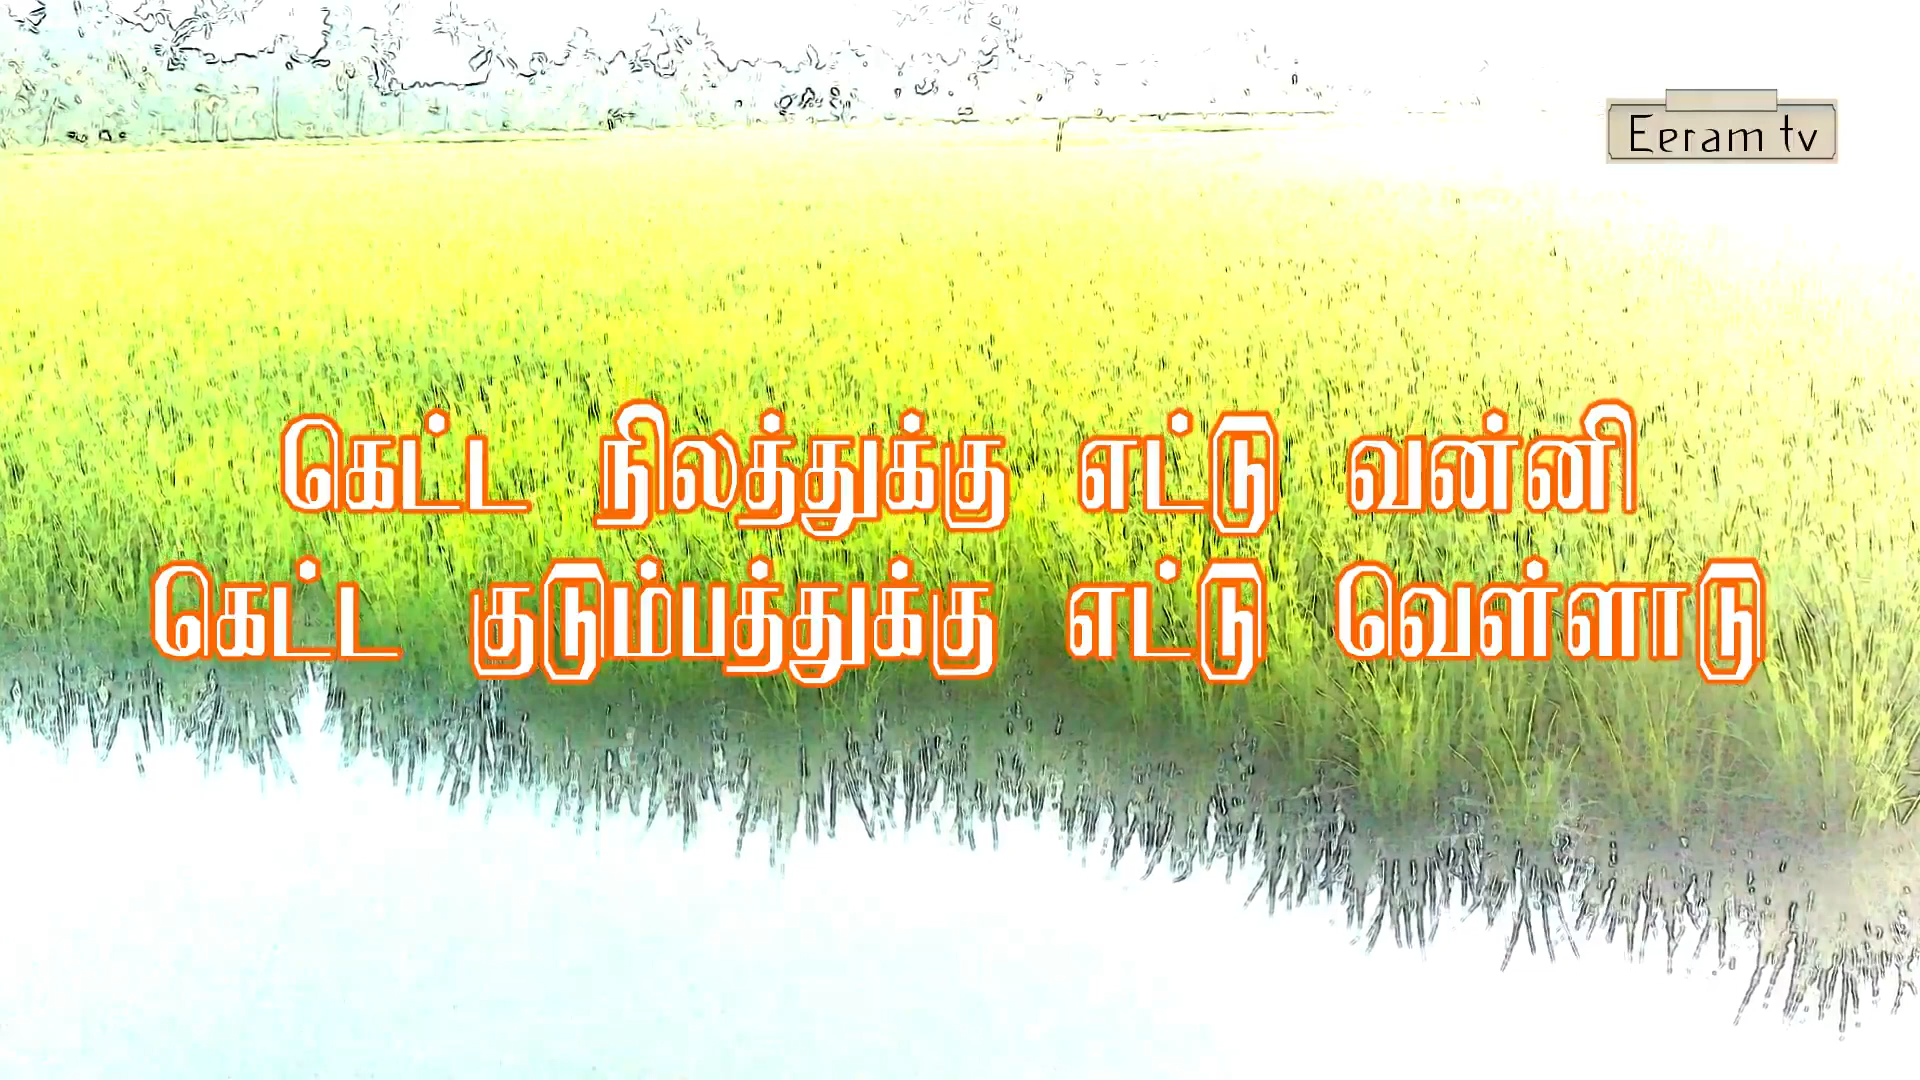 Eeram tv
கெட்ட நிலத்துக்கு எட்டு வன்னி
கெட்ட குடும்பத்துக்கு எட்டு வெள்ளாடு